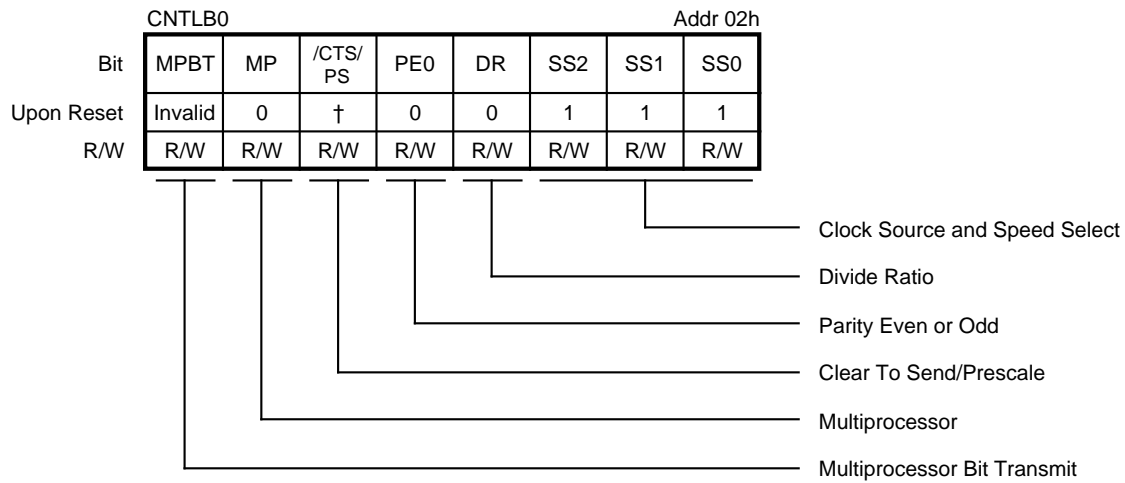 CNTLB0 Addr 02h
Bit MPBT MP /CTS/ PS PE0 DR SS2 SS1 SS0
Upon Reset Invalid 0 † 0 0 1 1 1
R/W R/W R/W R/W R/W R/W R/W R/W R/W
Clock Source and Speed Select
Divide Ratio
Parity Even or Odd
Clear To Send/Prescale
Multiprocessor
Multiprocessor Bit Transmit